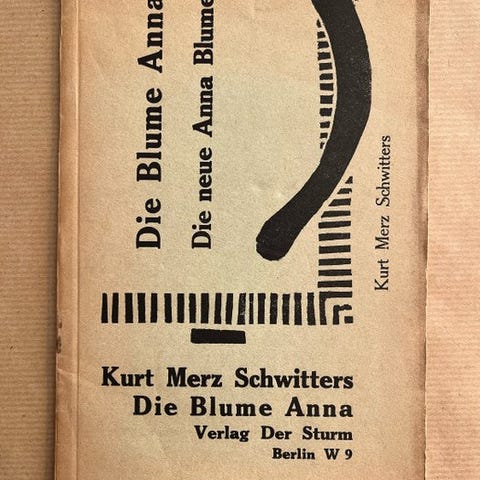 Die Blume Anna
Die neue Anna Blume
Kurt Merz Schwitters
Kurt Merz Schwitters
Die Blume Anna
Verlag Der Sturm
Berlin W 9